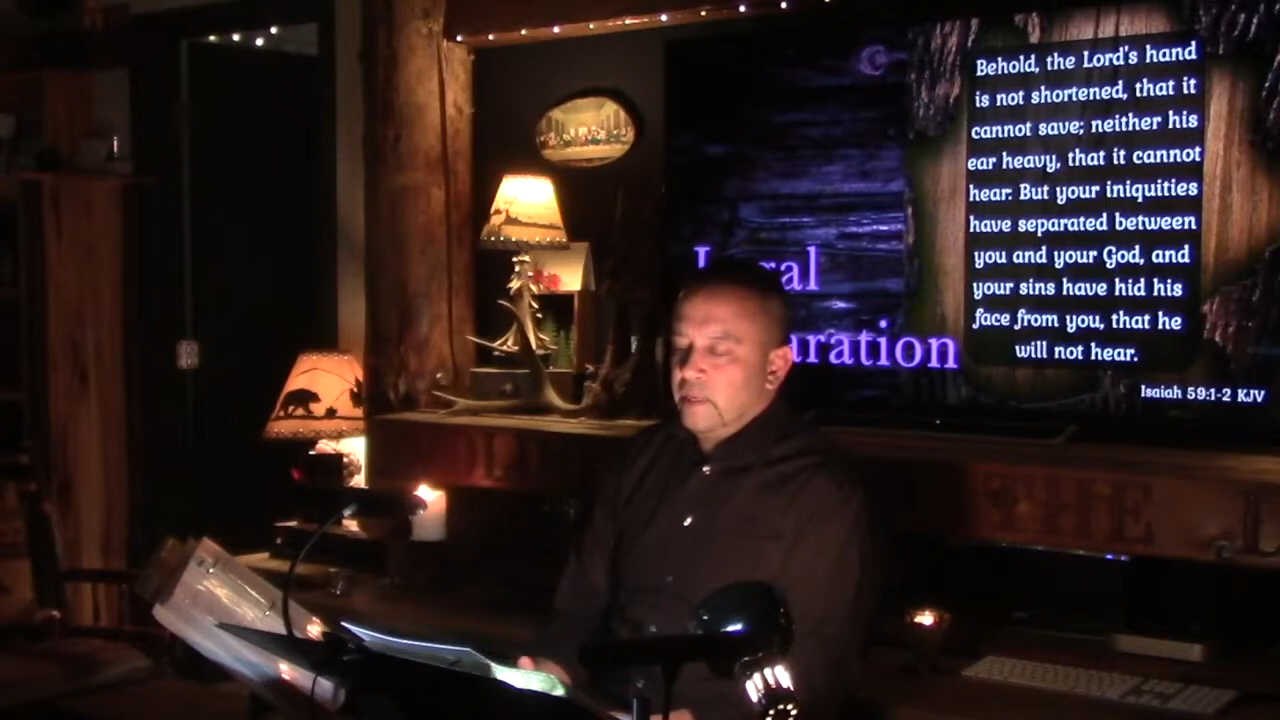 Behold, the Lord's hand
is not shortened, that it
cannot save; neither his
ear heavy, that it cannot
hear: But your iniquities
have separated between
you and your God, and
your sins have hid his
face from you, that he
will not hear.
Isaiah 59:1-2 KJV
THE